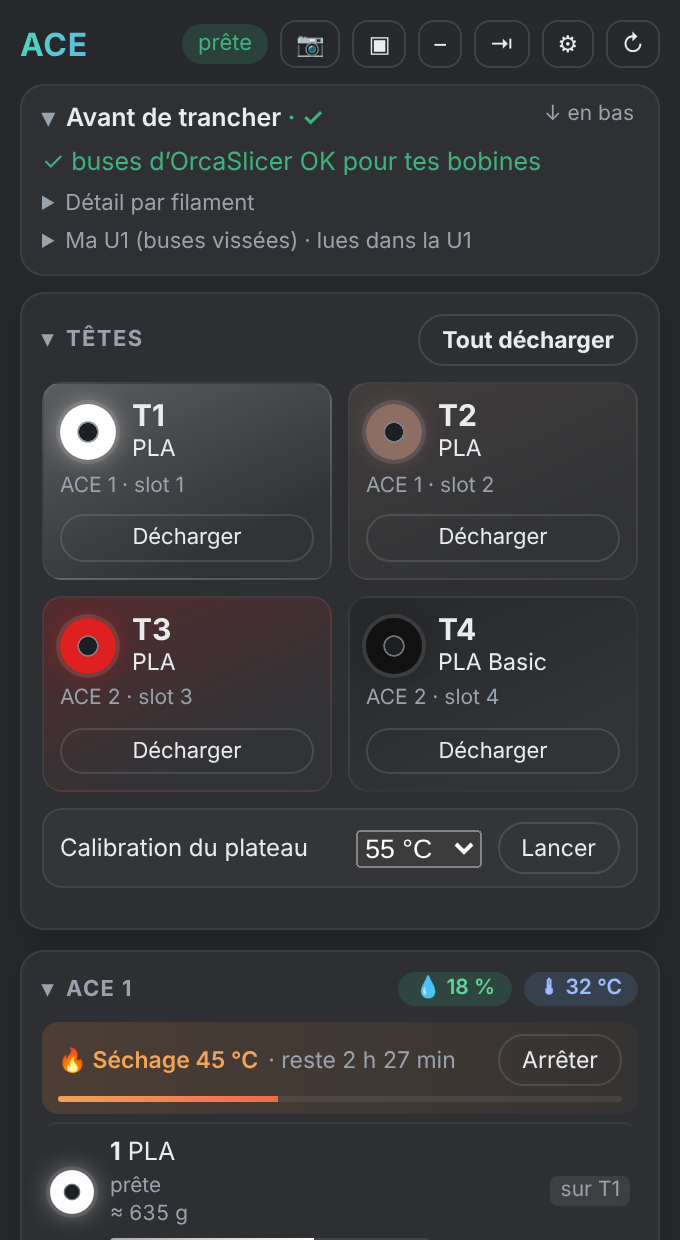 ACE
prête
Avant de trancher · ✓
↓ en bas
✓ buses d’OrcaSlicer OK pour tes bobines
Détail par filament
Ma U1 (buses vissées) · lues dans la U1
TÊTES
Tout décharger
T1
PLA
ACE 1 · slot 1
Décharger
T2
PLA
ACE 1 · slot 2
Décharger
T3
PLA
ACE 2 · slot 3
Décharger
T4
PLA Basic
ACE 2 · slot 4
Décharger
Calibration du plateau
55 °C
Lancer
ACE 1
18 %
32 °C
Séchage 45 °C · reste 2 h 27 min
Arrêter
1 PLA
prête
≈ 635 g
sur T1